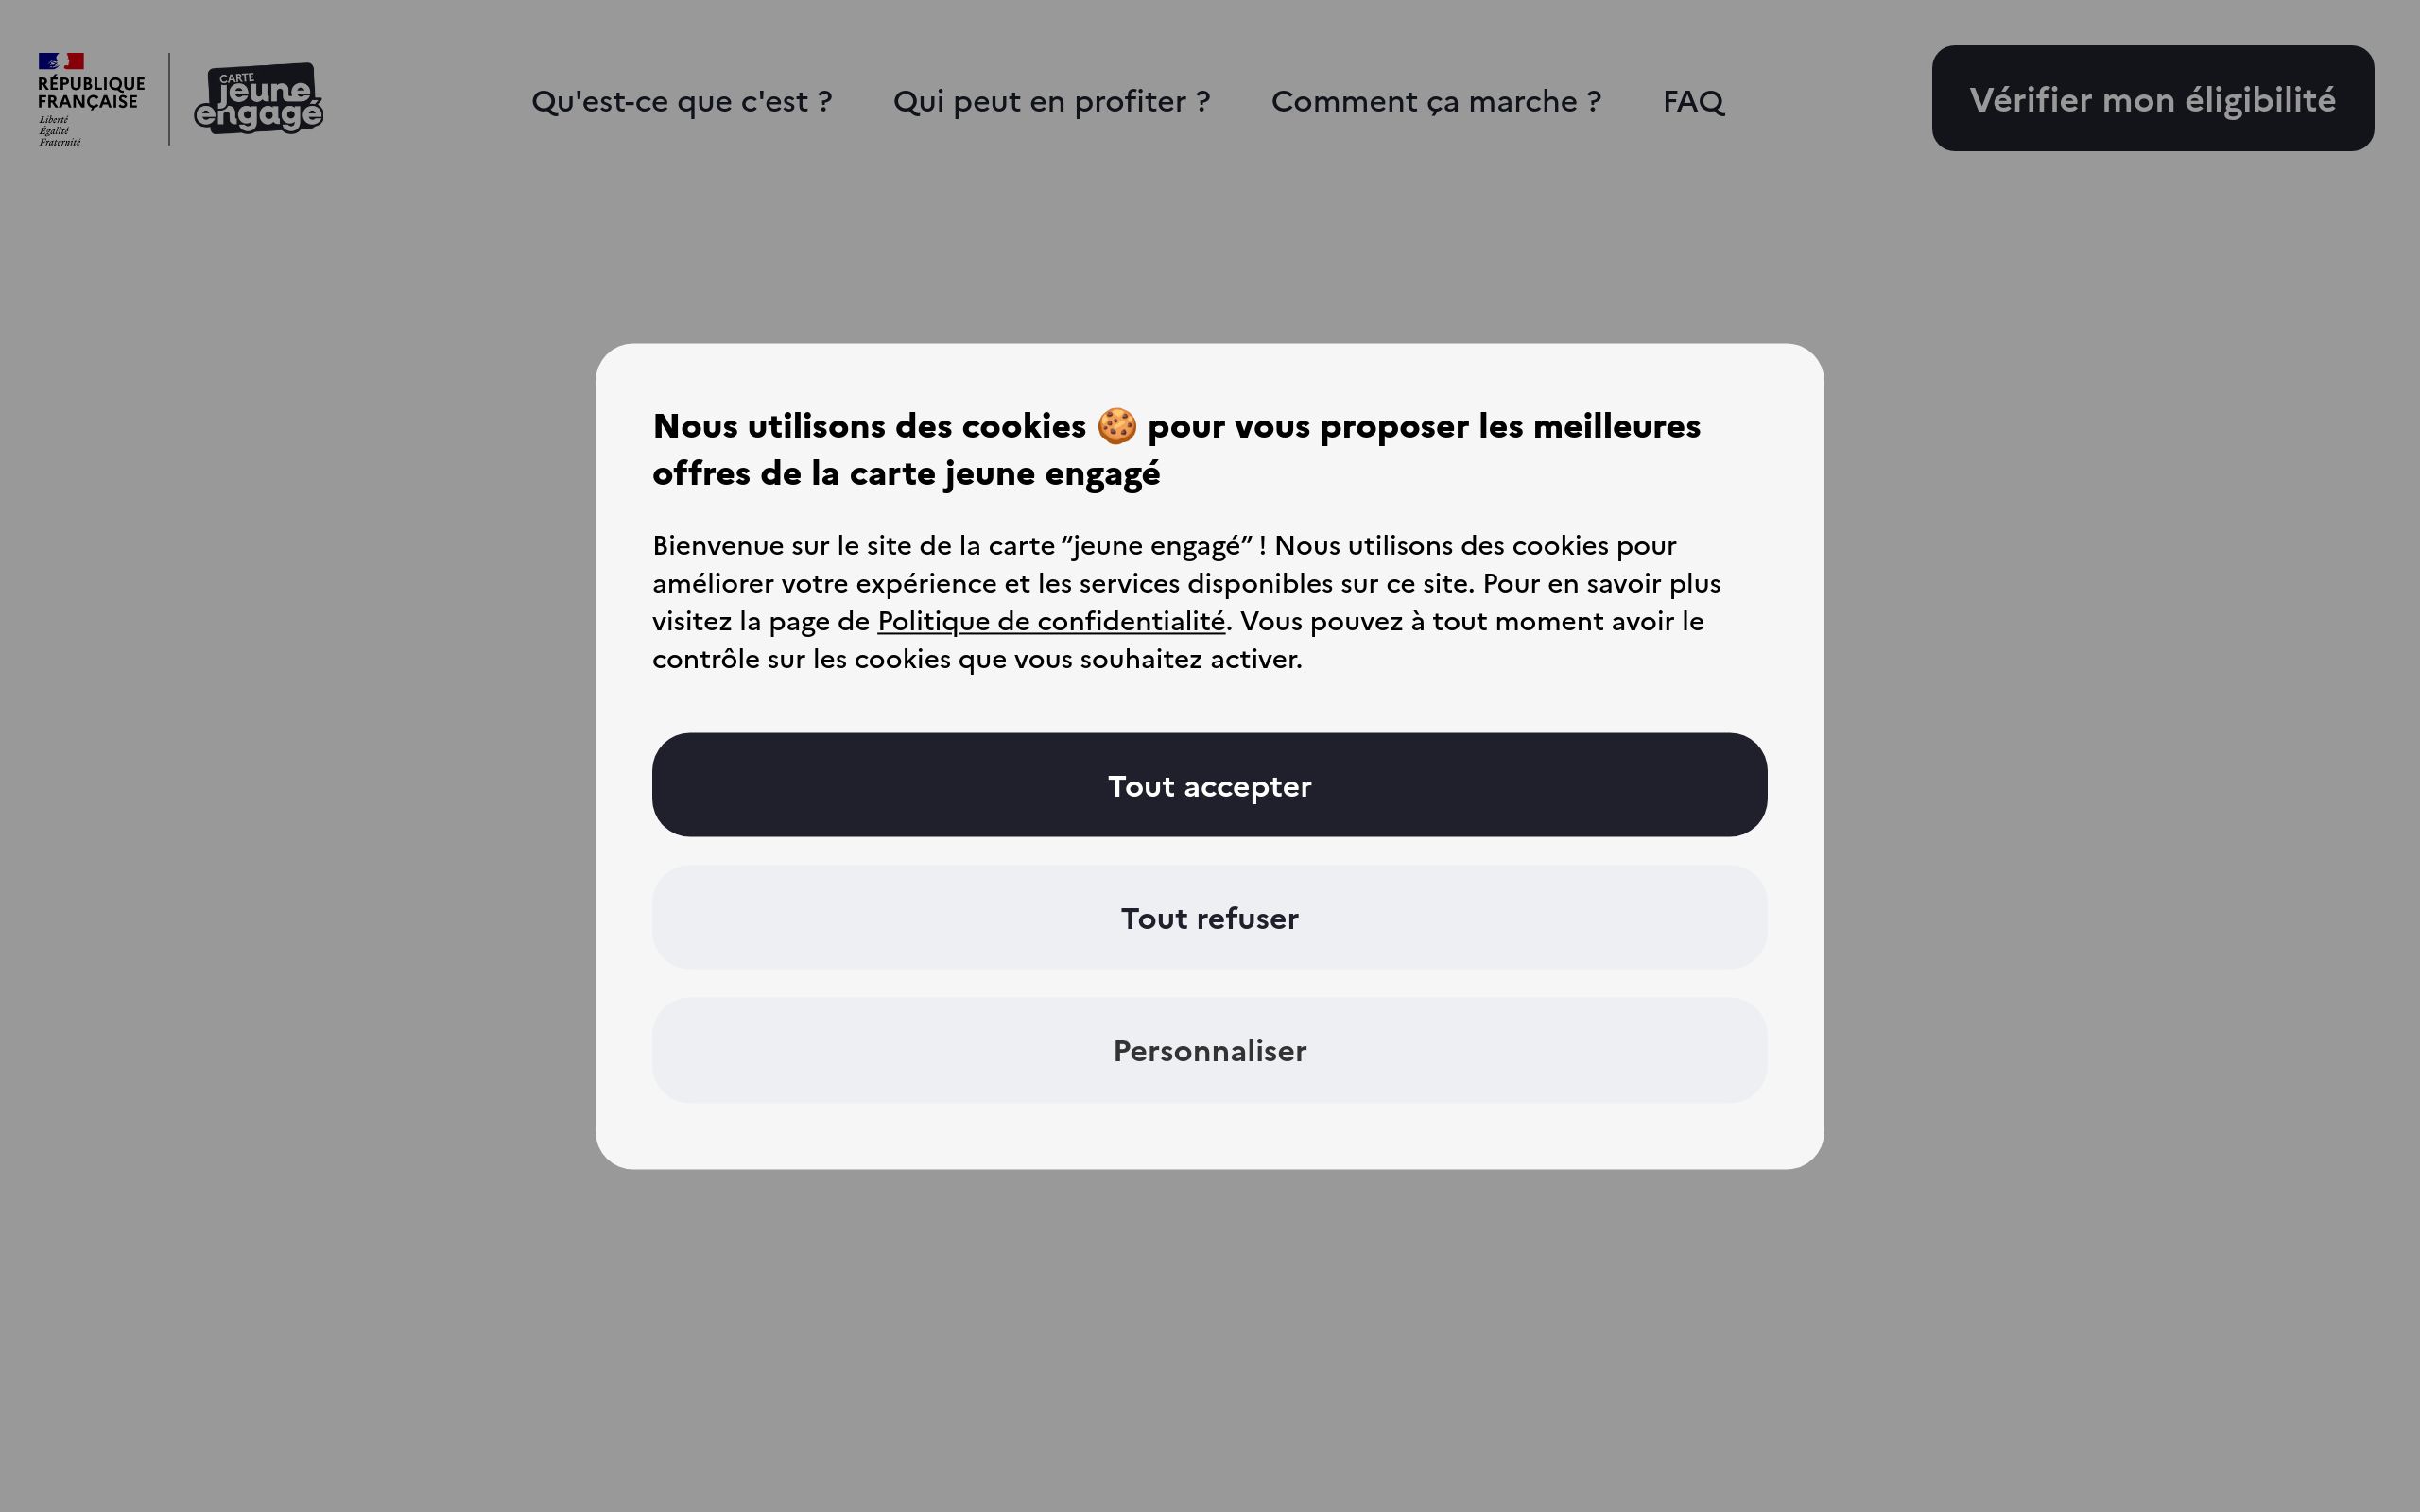 RÉPUBLIQUE
FRANÇAISE
Liberté
Égalité
Fraternité
CARTE
jeune
engagé
Qu'est-ce que c'est ?
Qui peut en profiter ?
Comment ça marche ?
FAQ
Vérifier mon éligibilité
Nous utilisons des cookies 🍪 pour vous proposer les meilleures
offres de la carte jeune engagé
Bienvenue sur le site de la carte “jeune engagé” ! Nous utilisons des cookies pour
améliorer votre expérience et les services disponibles sur ce site. Pour en savoir plus
visitez la page de Politique de confidentialité. Vous pouvez à tout moment avoir le
contrôle sur les cookies que vous souhaitez activer.
Tout accepter
Tout refuser
Personnaliser